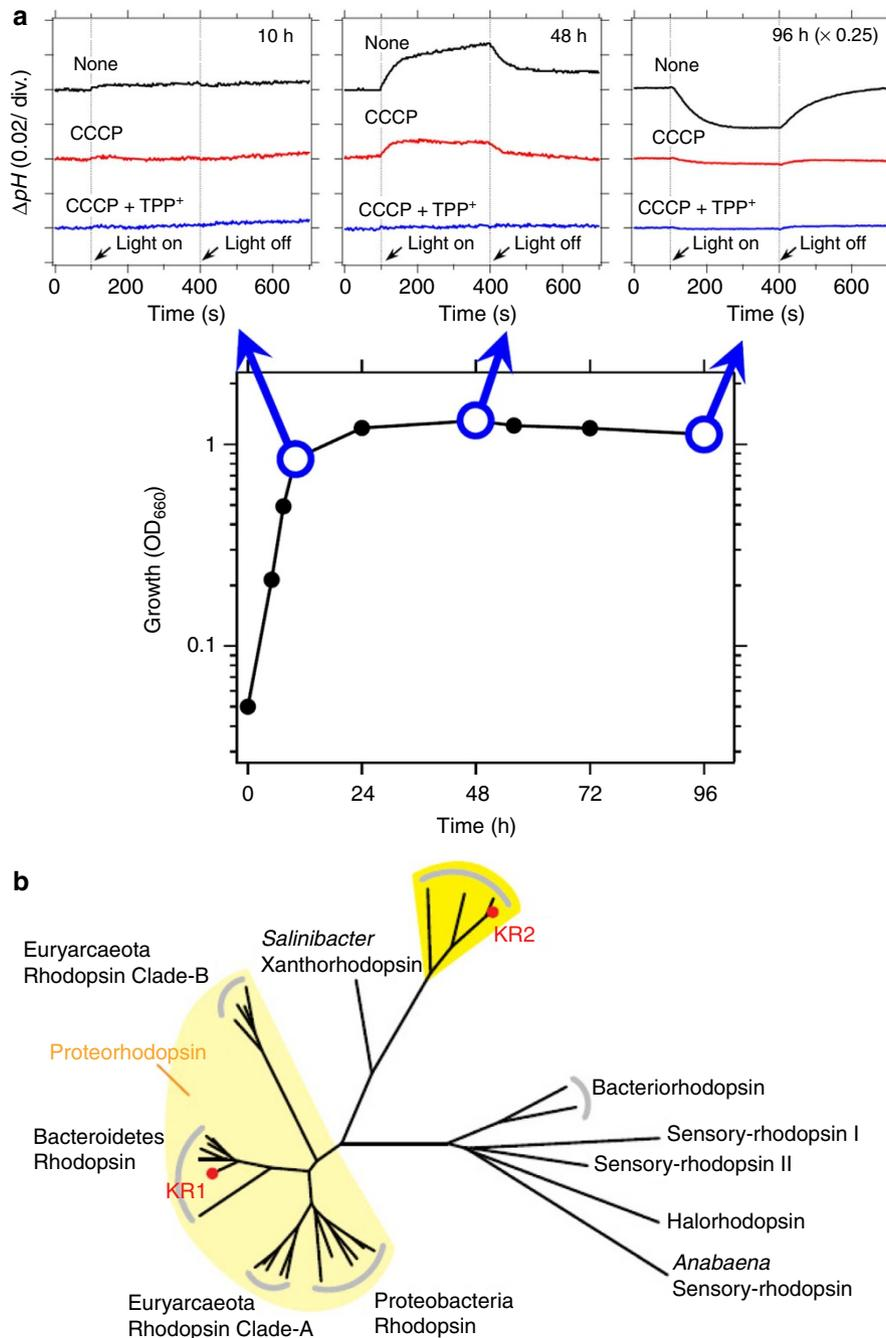 a
ΔpH (0.02/ div.)
10 h
None
CCCP
CCCP + TPP⁺
Light on
Light off
0 200 400 600
Time (s)
48 h
None
CCCP
CCCP + TPP⁺
Light on
Light off
0 200 400 600
Time (s)
96 h (× 0.25)
None
CCCP
CCCP + TPP⁺
Light on
Light off
0 200 400 600
Time (s)
Growth (OD₆₆₀)
1
0.1
0 24 48 72 96
Time (h)
b
KR2
Salinibacter
Xanthorhodopsin
Euryarcaeota
Rhodopsin Clade-B
Proteorhodopsin
Bacteroidetes
Rhodopsin
KR1
Euryarcaeota
Rhodopsin Clade-A
Proteobacteria
Rhodopsin
Bacteriorhodopsin
Sensory-rhodopsin I
Sensory-rhodopsin II
Halorhodopsin
Anabaena
Sensory-rhodopsin